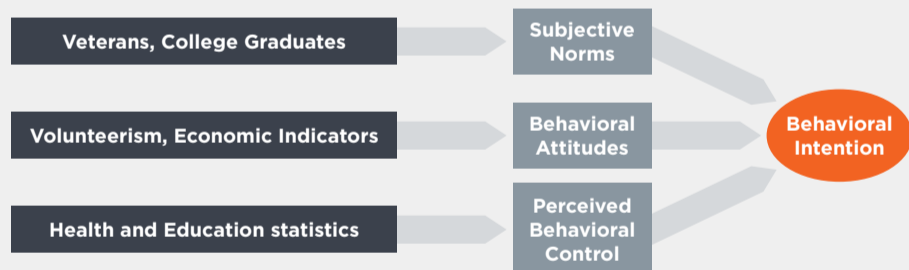 Veterans, College Graduates
Subjective
Norms
Volunteerism, Economic Indicators
Behavioral
Attitudes
Behavioral
Intention
Health and Education statistics
Perceived
Behavioral
Control